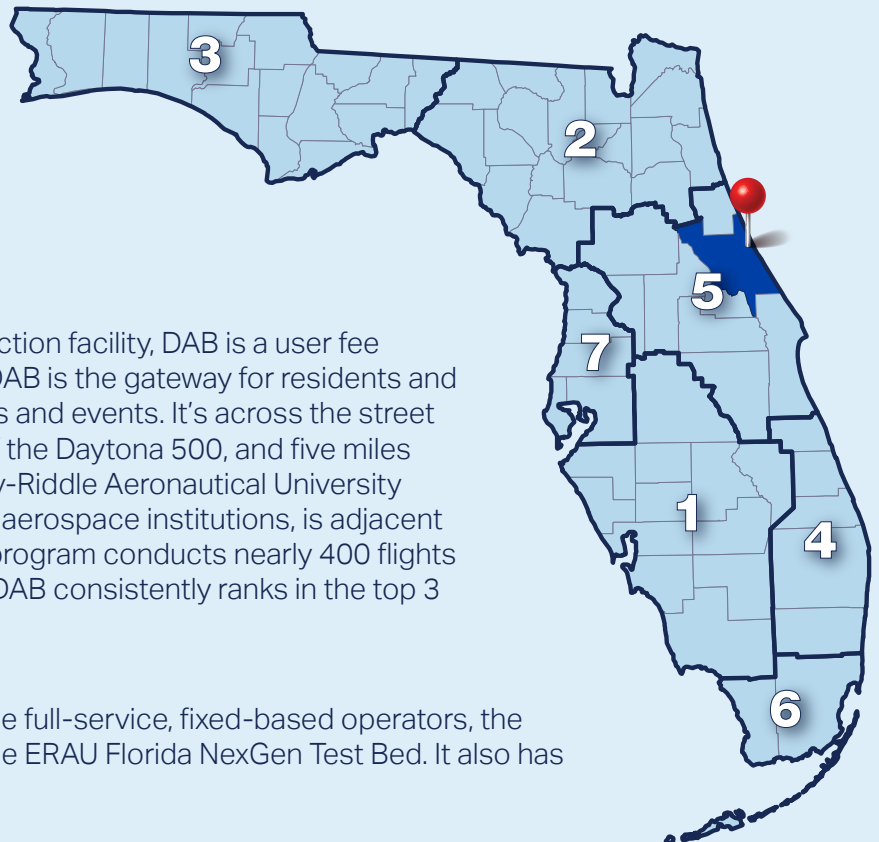 3
2
5
7
ction facility, DAB is a user fee
DAB is the gateway for residents and
s and events. It's across the street
the Daytona 500, and five miles
y-Riddle Aeronautical University
aerospace institutions, is adjacent
program conducts nearly 400 flights
DAB consistently ranks in the top 3
1
4
6
e full-service, fixed-based operators, the
e ERAU Florida NexGen Test Bed. It also has